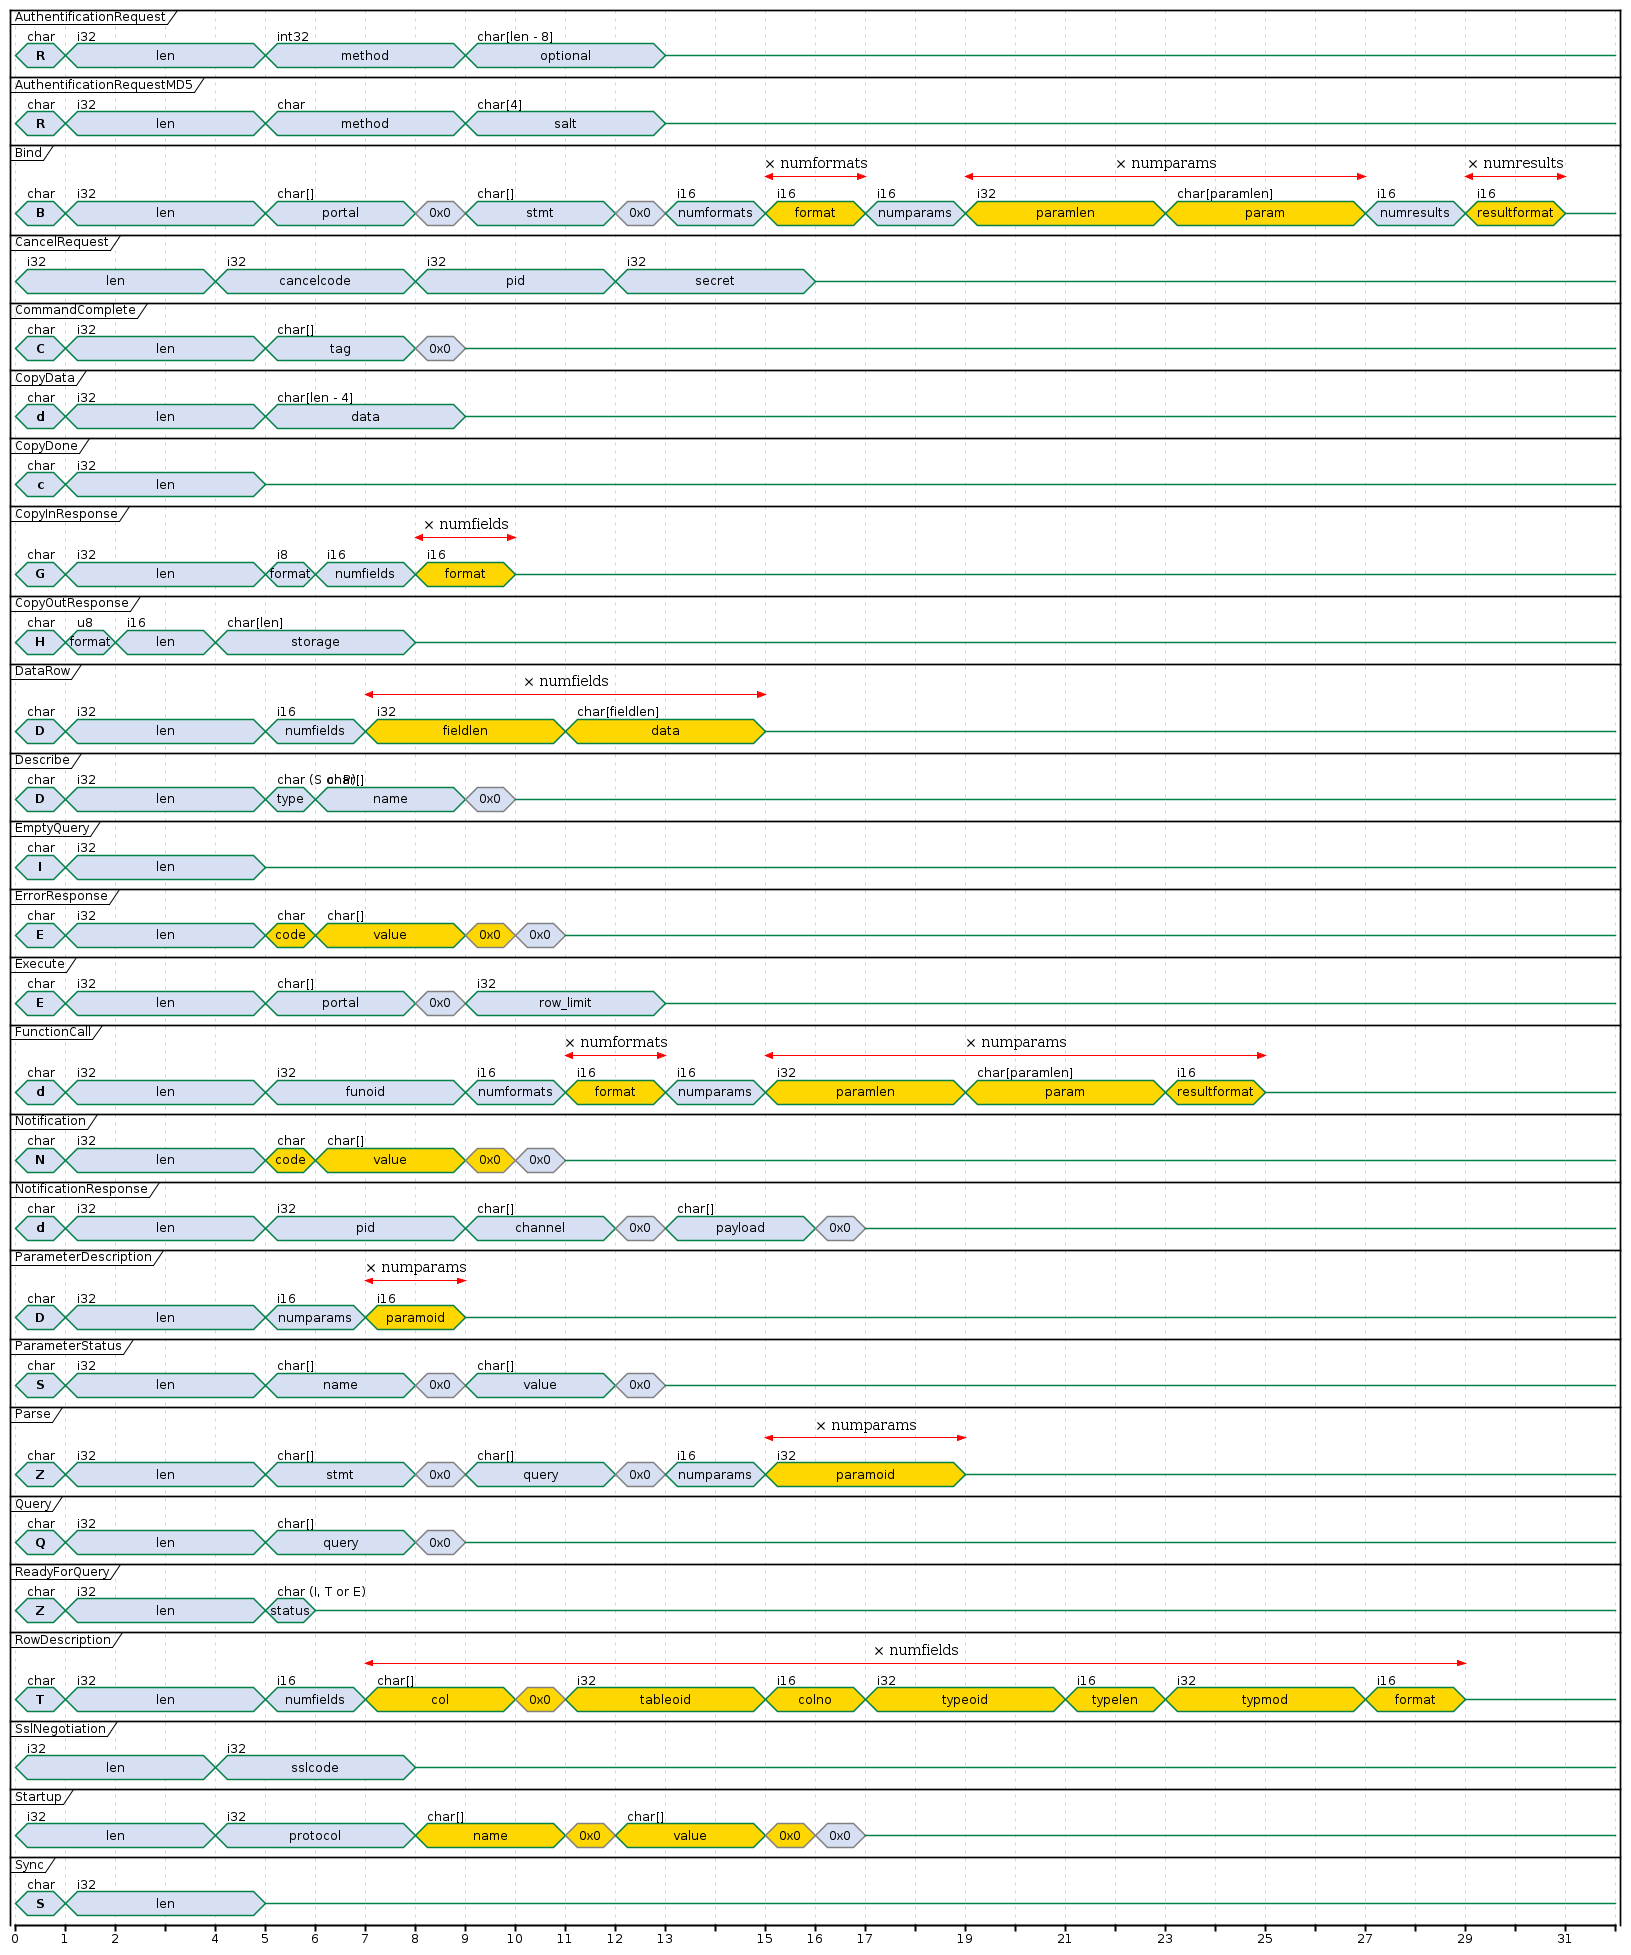 AuthentificationRequest
char i32 int32 char[len - 8]
R len method optional
AuthentificationRequestMD5
char i32 char char[4]
R len method salt
Bind
× numformats × numparams × numresults
char i32 char[] char[] i16 i16 i16 i32 char[paramlen] i16 i16
B len portal 0x0 stmt 0x0 numformats format numparams paramlen param numresults resultformat
CancelRequest
i32 i32 i32 i32
len cancelcode pid secret
CommandComplete
char i32 char[]
C len tag 0x0
CopyData
char i32 char[len - 4]
d len data
CopyDone
char i32
c len
CopyInResponse
× numfields
char i32 i8 i16 i16
G len format numfields format
CopyOutResponse
char u8 i16 char[len]
H format len storage
DataRow
× numfields
char i32 i16 i32 char[fieldlen]
D len numfields fieldlen data
Describe
char i32 char (S or P) char[]
D len type name 0x0
EmptyQuery
char i32
I len
ErrorResponse
char i32 char char[]
E len code value 0x0 0x0
Execute
char i32 char[] i32
E len portal 0x0 row_limit
FunctionCall
× numformats × numparams
char i32 i32 i16 i16 i16 i32 char[paramlen] i16
d len funoid numformats format numparams paramlen param resultformat
Notification
char i32 char char[]
N len code value 0x0 0x0
NotificationResponse
char i32 i32 char[] char[]
d len pid channel 0x0 payload 0x0
ParameterDescription
× numparams
char i32 i16 i16
D len numparams paramoid
ParameterStatus
char i32 char[] char[]
S len name 0x0 value 0x0
Parse
× numparams
char i32 char[] char[] i16 i32
Z len stmt 0x0 query 0x0 numparams paramoid
Query
char i32 char[]
Q len query 0x0
ReadyForQuery
char i32 char (I, T or E)
Z len status
RowDescription
× numfields
char i32 i16 char[] i32 i16 i32 i16 i32 i16
T len numfields col 0x0 tableoid colno typeoid typelen typmod format
SslNegotiation
i32 i32
len sslcode
Startup
i32 i32 char[] char[]
len protocol name 0x0 value 0x0 0x0
Sync
char i32
S len
0 1 2 4 5 6 7 8 9 10 11 12 13 15 16 17 19 21 23 25 27 29 31